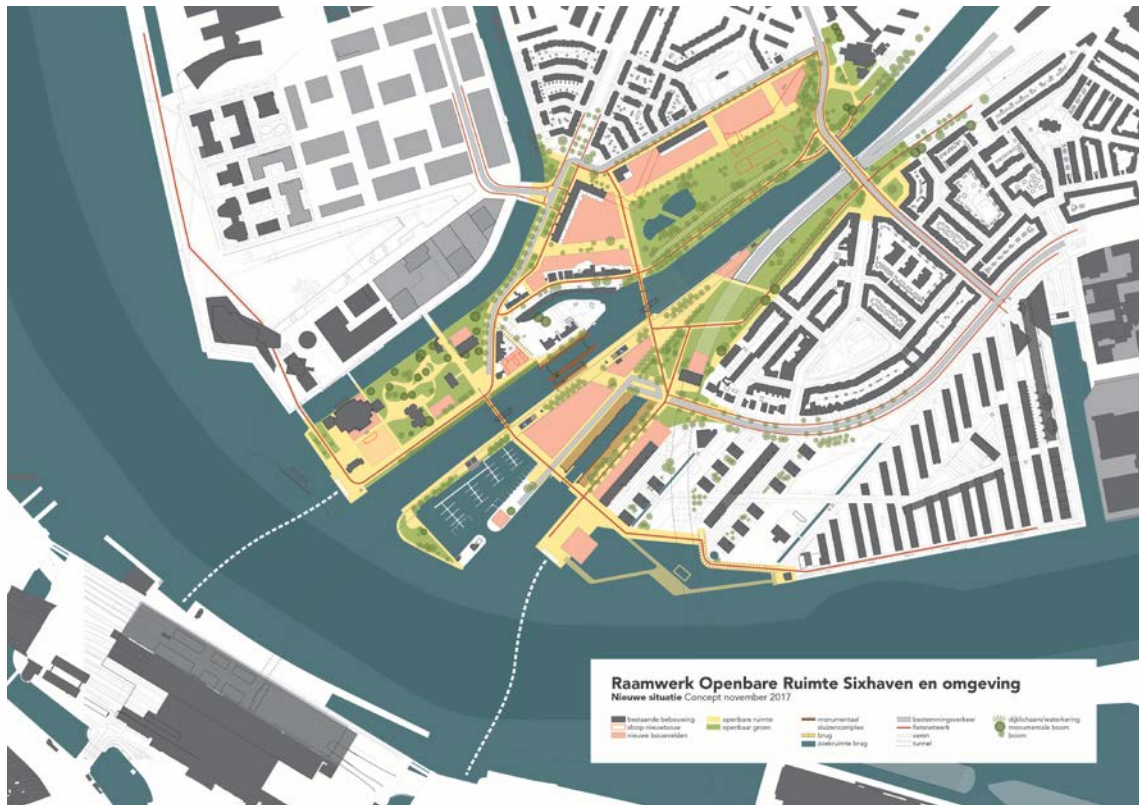 Raamwerk Openbare Ruimte Sixhaven en omgeving
Nieuwe situatie Concept november 2017
bestaande bebouwing
sloop-nieuwbouw
nieuwe bouwvelden
openbare ruimte
openbaar groen
monumentaal
sluizencomplex
brug
zoekruimte brug
bestemmingsverkeer
fietsnetwerk
veren
tunnel
dijklichaam/waterkering
monumentale boom
boom